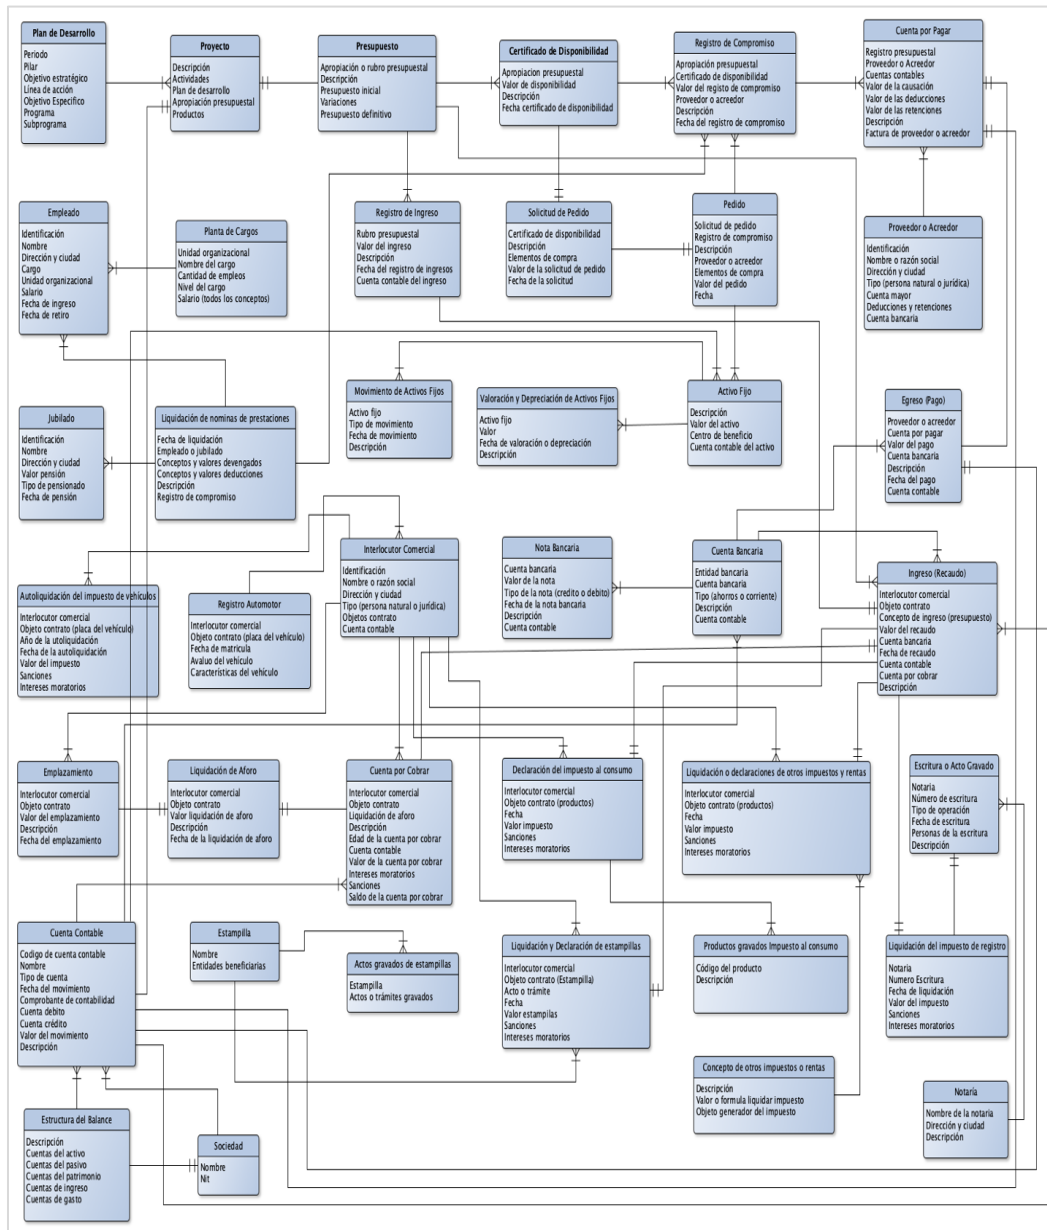 Plan de Desarrollo
Periodo
Pilar
Objetivo estratégico
Línea de acción
Objetivo Especifico
Programa
Subprograma
Proyecto
Descripción
Actividades
Plan de desarrollo
Apropiación presupuestal
Productos
Presupuesto
Apropiación o rubro presupuestal
Descripción
Presupuesto inicial
Variaciones
Presupuesto definitivo
Certificado de Disponibilidad
Apropiacion presupuestal
Valor de disponibilidad
Descripción
Fecha certificado de disponibilidad
Registro de Compromiso
Apropiación presupuestal
Certificado de disponibilidad
Valor del registo de compromiso
Proveedor o acreedor
Descripción
Fecha del registro de compromiso
Cuenta por Pagar
Registro presupuestal
Proveedor o Acreedor
Cuentas contables
Valor de la causación
Valor de las deducciones
Valor de las retenciones
Descripción
Factura de proveedor o acreedor
Empleado
Identificación
Nombre
Dirección y ciudad
Cargo
Unidad organizacional
Salario
Fecha de ingreso
Fecha de retiro
Planta de Cargos
Unidad organizacional
Nombre del cargo
Cantidad de empleos
Nivel del cargo
Salario (todos los conceptos)
Registro de Ingreso
Rubro presupuestal
Valor del ingreso
Descripción
Fecha del registro de ingresos
Cuenta contable del ingreso
Solicitud de Pedido
Certificado de disponibilidad
Descripción
Elementos de compra
Valor de la solicitud de pedido
Fecha de la solicitud
Pedido
Solicitud de pedido
Registro de compromiso
Descripción
Proveedor o acreedor
Elementos de compra
Valor del pedido
Fecha
Proveedor o Acreedor
Identificación
Nombre o razón social
Dirección y ciudad
Tipo (persona natural o jurídica)
Cuenta mayor
Deducciones y retenciones
Cuenta bancaria
Jubilado
Identificación
Nombre
Dirección y ciudad
Valor pensión
Tipo de pensionado
Fecha de pensión
Liquidación de nominas de prestaciones
Fecha de liquidación
Empleado o jubilado
Conceptos y valores devengados
Conceptos y valores deducciones
Descripción
Registro de compromiso
Movimiento de Activos Fijos
Activo fijo
Tipo de movimiento
Fecha de movimiento
Descripción
Valoración y Depreciación de Activos Fijos
Activo fijo
Valor
Fecha de valoración o depreciación
Descripción
Activo Fijo
Descripción
Valor del activo
Centro de beneficio
Cuenta contable del activo
Egreso (Pago)
Proveedor o acreedor
Cuenta por pagar
Valor del pago
Cuenta bancaria
Descripción
Fecha del pago
Cuenta contable
Autoliquidación del impuesto de vehículos
Interlocutor comercial
Objeto contrato (placa del vehículo)
Año de la utoliquidación
Fecha de la autoliquidación
Valor del impuesto
Sanciones
Intereses moratorios
Registro Automotor
Interlocutor comercial
Objeto contrato (placa del vehículo)
Fecha de matricula
Avaluo del vehículo
Características del vehículo
Interlocutor Comercial
Identificación
Nombre o razón social
Dirección y ciudad
Tipo (persona natural o jurídica)
Objetos contrato
Cuenta contable
Nota Bancaria
Cuenta bancaria
Valor de la nota
Tipo de la nota (credito o debito)
Fecha de la nota bancaria
Descripción
Cuenta contable
Cuenta Bancaria
Entidad bancaria
Cuenta bancaria
Tipo (ahorros o corriente)
Descripción
Cuenta contable
Ingreso (Recaudo)
Interlocutor comercial
Objeto contrato
Concepto de ingreso (presupuesto)
Valor del recaudo
Cuenta bancaria
Fecha de recaudo
Cuenta contable
Cuenta por cobrar
Descripción
Emplazamiento
Interlocutor comercial
Objeto contrato
Valor del emplazamiento
Descripción
Fecha del emplazamiento
Liquidación de Aforo
Interlocutor comercial
Objeto contrato
Valor liquidación de aforo
Descripción
Fecha de la liquidación de aforo
Cuenta por Cobrar
Interlocutor comercial
Objeto contrato
Liquidación de aforo
Descripción
Edad de la cuenta por cobrar
Cuenta contable
Valor de la cuenta por cobrar
Intereses moratorios
Sanciones
Saldo de la cuenta por cobrar
Declaración del impuesto al consumo
Interlocutor comercial
Objeto contrato (productos)
Fecha
Valor impuesto
Sanciones
Intereses moratorios
Liquidación o declaraciones de otros impuestos y rentas
Interlocutor comercial
Objeto contrato (productos)
Fecha
Valor impuesto
Sanciones
Intereses moratorios
Escritura o Acto Gravado
Notaria
Número de escritura
Tipo de operación
Fecha de escritura
Personas de la escritura
Descripción
Cuenta Contable
Codigo de cuenta contable
Nombre
Tipo de cuenta
Fecha del movimiento
Comprobante de contabilidad
Cuenta debito
Cuenta crédito
Valor del movimiento
Descripción
Estampilla
Nombre
Entidades beneficiarias
Actos gravados de estampillas
Estampilla
Actos o trámites gravados
Liquidación y Declaración de estampillas
Interlocutor comercial
Objeto contrato (Estampilla)
Acto o trámite
Fecha
Valor estampilas
Sanciones
Intereses moratorios
Productos gravados Impuesto al consumo
Código del producto
Descripción
Liquidación del impuesto de registro
Notaria
Numero Escritura
Fecha de liquidación
Valor del impuesto
Sanciones
Intereses moratorios
Concepto de otros impuestos o rentas
Descripción
Valor o formula liquidar impuesto
Objeto generador del impuesto
Notaría
Nombre de la notaria
Dirección y ciudad
Descripción
Estructura del Balance
Descripción
Cuentas del activo
Cuentas del pasivo
Cuentas del patrimonio
Cuentas de ingreso
Cuentas de gasto
Sociedad
Nombre
Nit